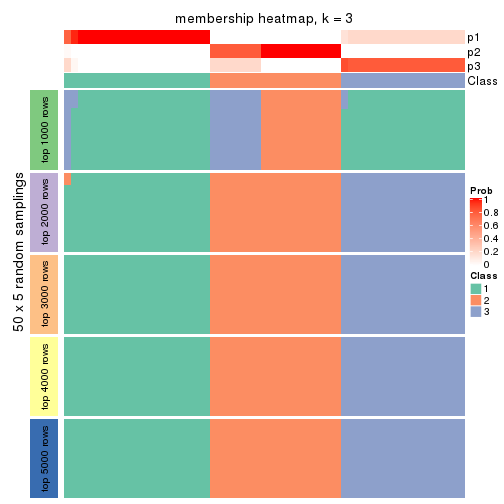 membership heatmap, k = 3
p1
p2
p3
Class
50 x 5 random samplings
top 1000 rows
top 2000 rows
top 3000 rows
top 4000 rows
top 5000 rows
Prob
1
0.8
0.6
0.4
0.2
0
Class
1
2
3